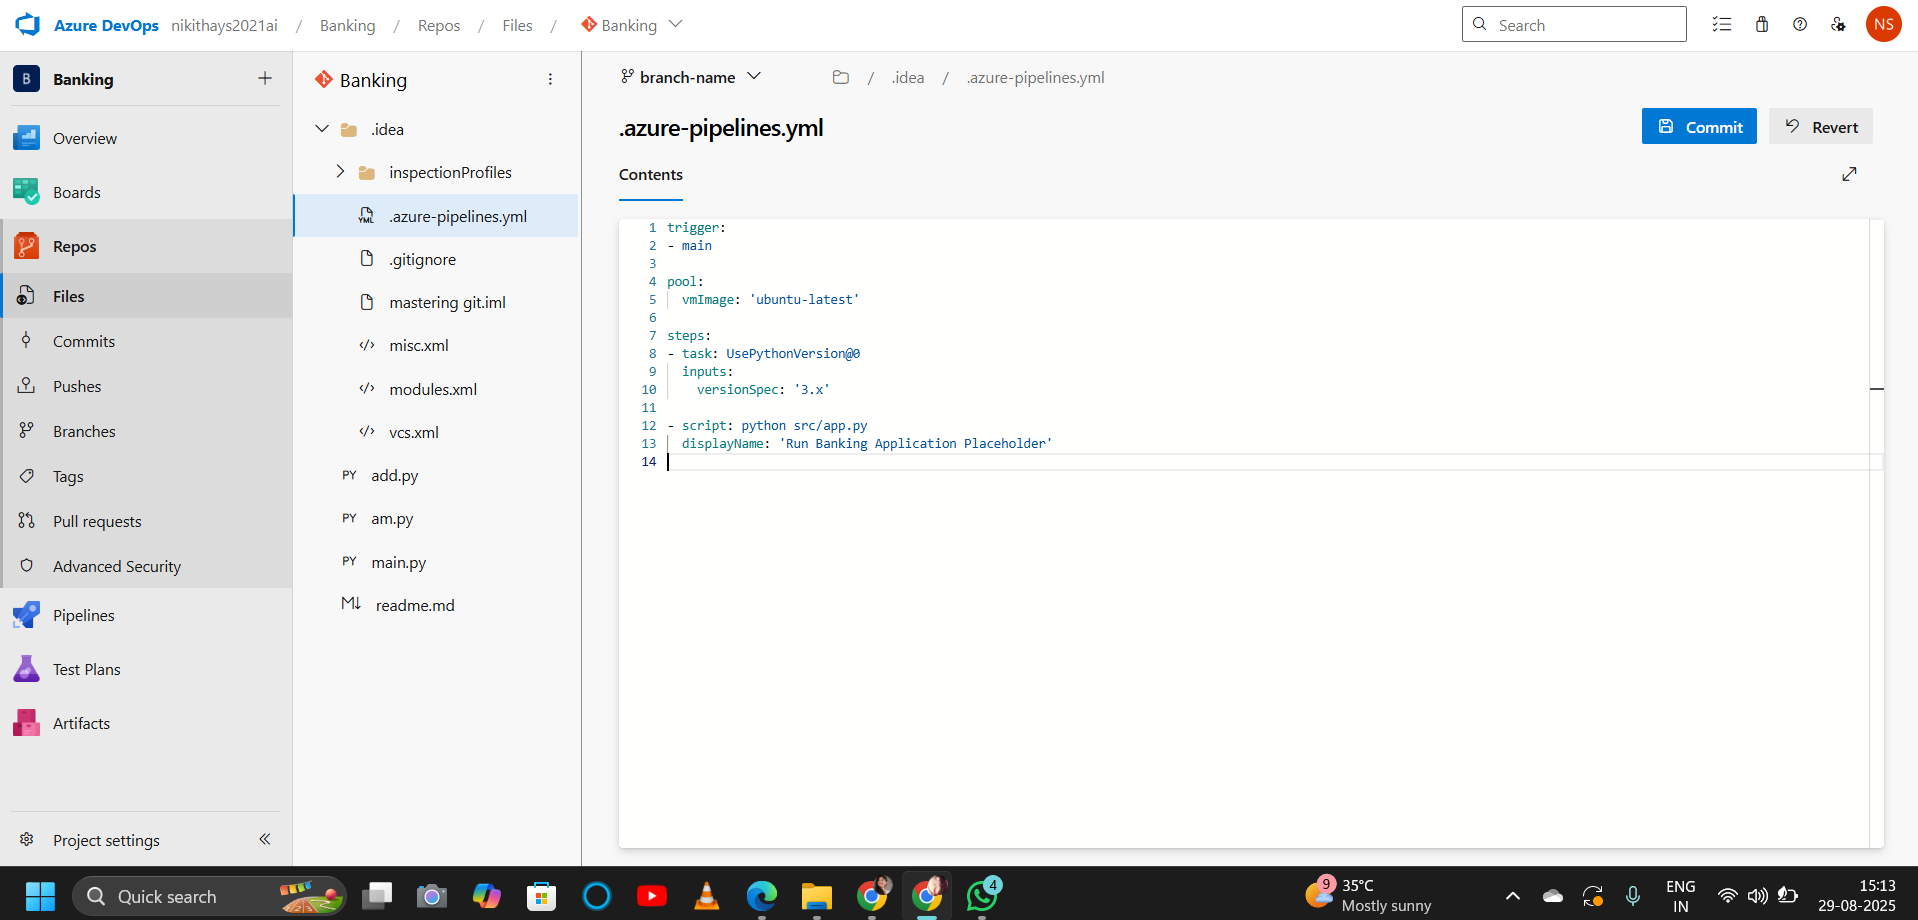 Azure DevOps nikithays2021ai / Banking / Repos / Files / Banking
Search
NS
B Banking
Overview
Boards
Repos
Files
Commits
Pushes
Branches
Tags
Pull requests
Advanced Security
Pipelines
Test Plans
Artifacts
Project settings
Banking
.idea
inspectionProfiles
YML .azure-pipelines.yml
.gitignore
mastering git.iml
</> misc.xml
</> modules.xml
</> vcs.xml
PY add.py
PY am.py
PY main.py
M↓ readme.md
branch-name / .idea / .azure-pipelines.yml
.azure-pipelines.yml
Commit
Revert
Contents
1 trigger:
2 - main
3
4 pool:
5   vmImage: 'ubuntu-latest'
6
7 steps:
8 - task: UsePythonVersion@0
9   inputs:
10     versionSpec: '3.x'
11
12 - script: python src/app.py
13   displayName: 'Run Banking Application Placeholder'
14
Quick search
4
9
35°C
Mostly sunny
ENG
IN
15:13
29-08-2025